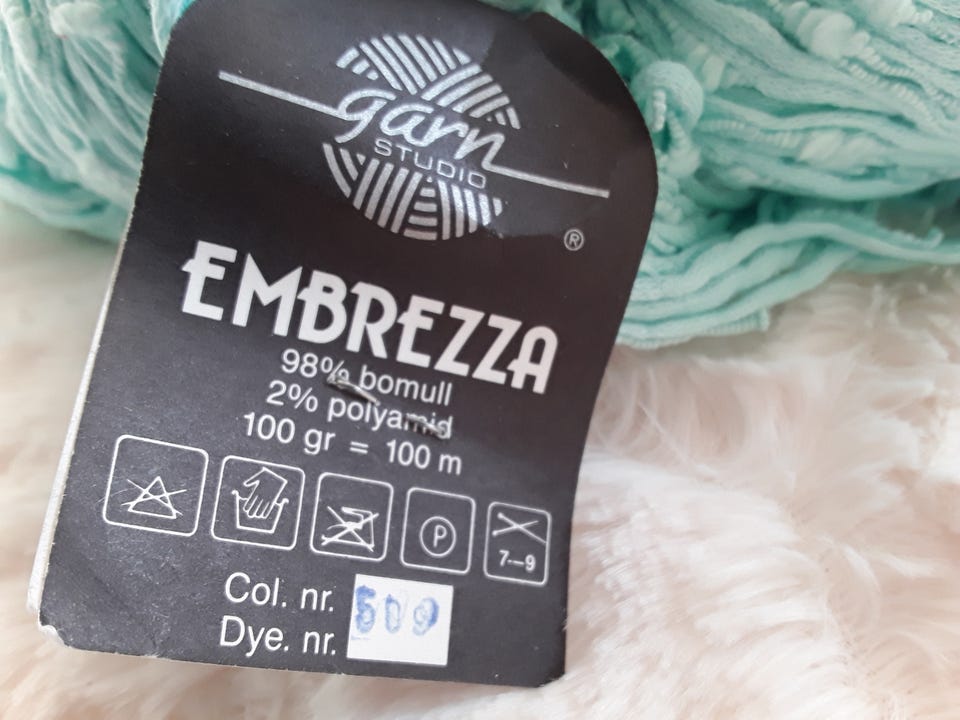 garn
STUDIO
®
EMBREZZA
98% bomull
2% polyamid
100 gr = 100 m
P
7-9
Col. nr. 509
Dye. nr.